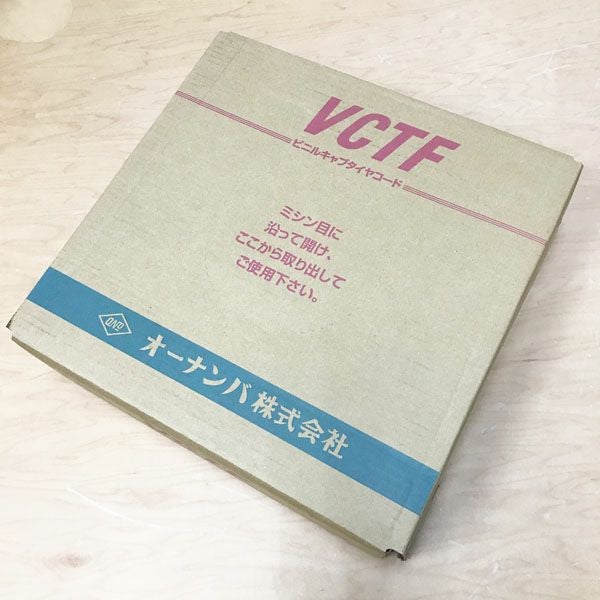 VCTF
ビニルキャブタイヤコード
ミシン目に
沿って開け、
ここから取り出して
ご使用下さい。
オーナンバ株式会社